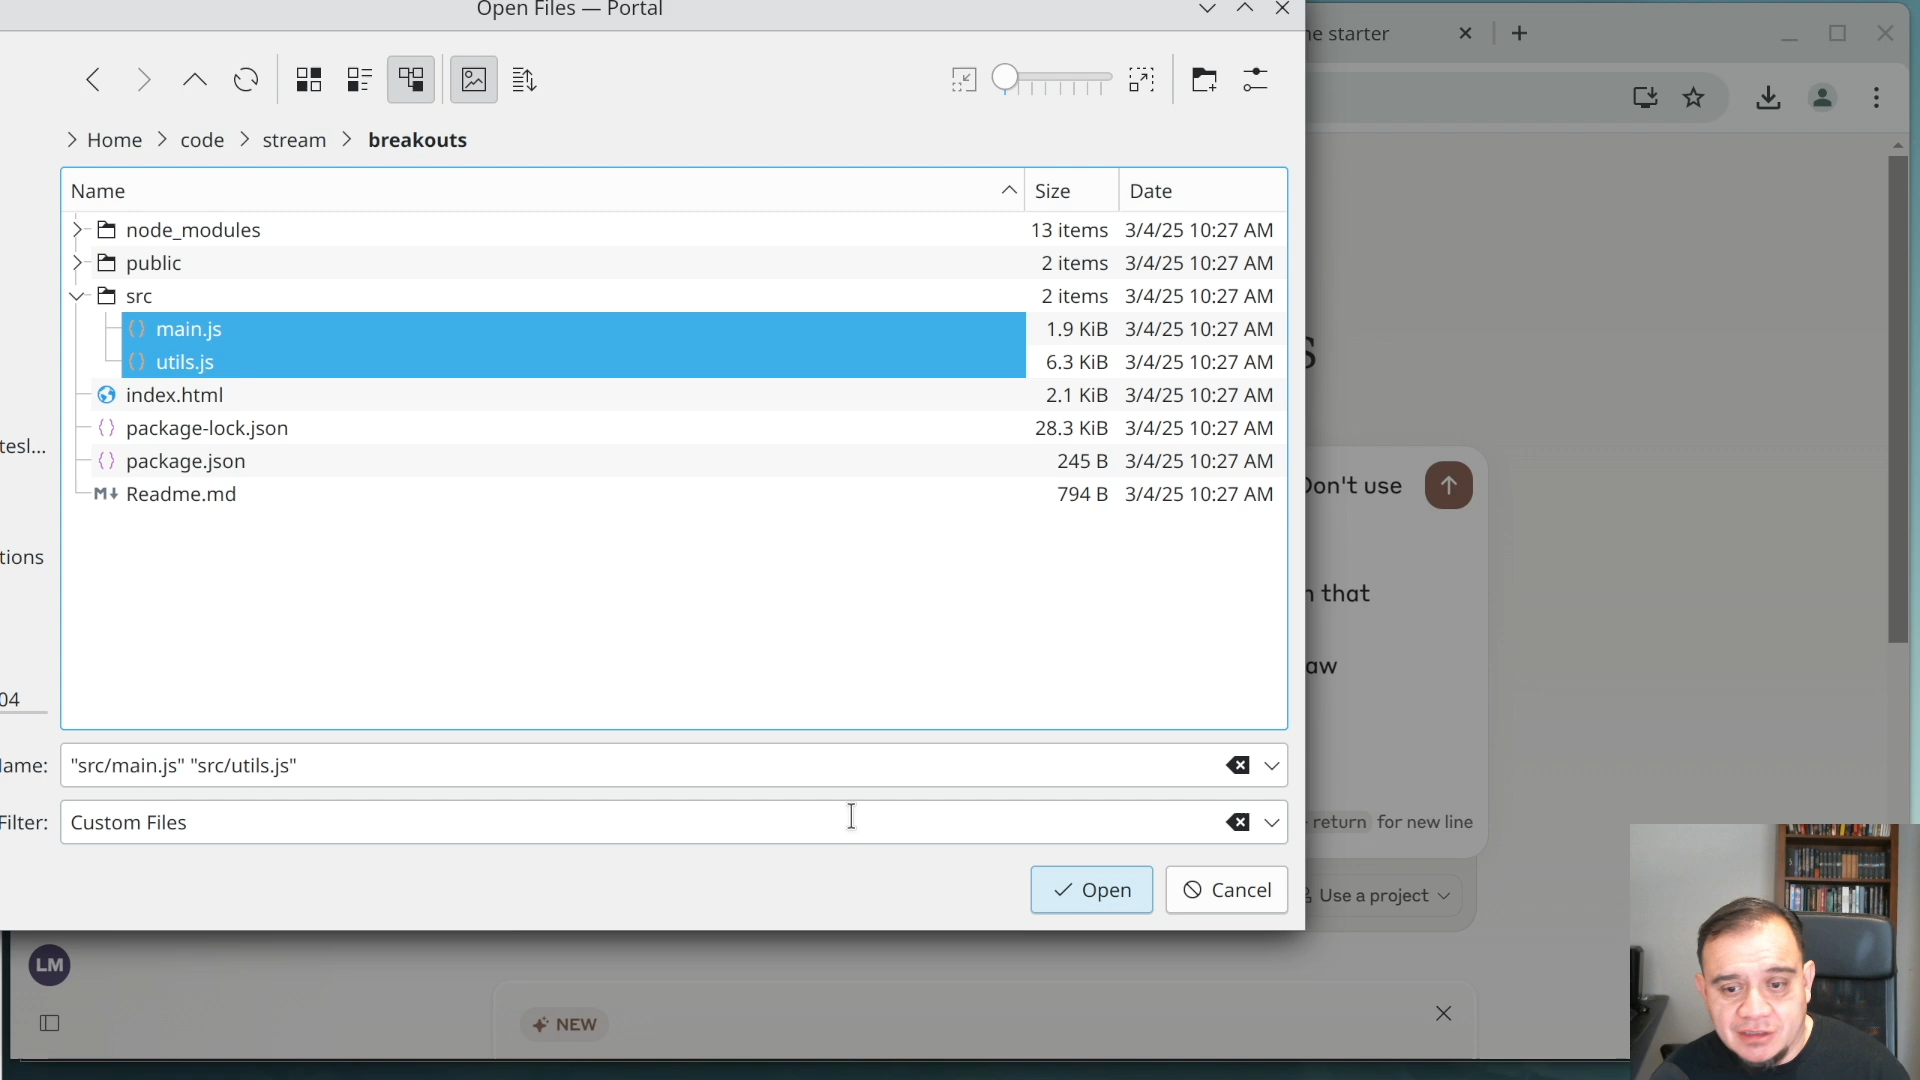 Open Files — Portal
ne starter
Home code stream breakouts
Name Size Date
node_modules 13 items 3/4/25 10:27 AM
public 2 items 3/4/25 10:27 AM
src 2 items 3/4/25 10:27 AM
main.js 1.9 KiB 3/4/25 10:27 AM
utils.js 6.3 KiB 3/4/25 10:27 AM
index.html 2.1 KiB 3/4/25 10:27 AM
package-lock.json 28.3 KiB 3/4/25 10:27 AM
package.json 245 B 3/4/25 10:27 AM
Readme.md 794 B 3/4/25 10:27 AM
tesl...
tions
04
s
Don't use
n that
aw
ame: "src/main.js" "src/utils.js"
Filter: Custom Files
return for new line
Open Cancel
Use a project
LM
NEW